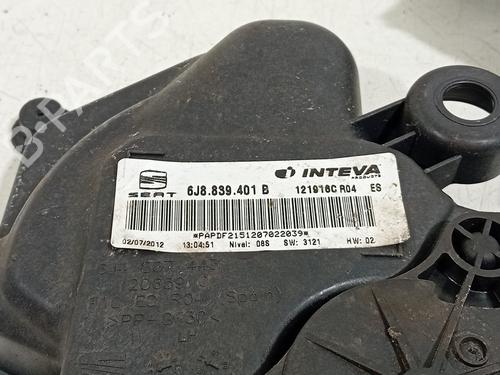 B-PARTS
SEAT
6J8.839.401 B
INTEVA
PRODUCTS
121916C R04 ES
*PAPDF2151207022039*
02/07/2012 13:04:51 Nivel: 08S SW: 3121 HW: 02
(Spain)